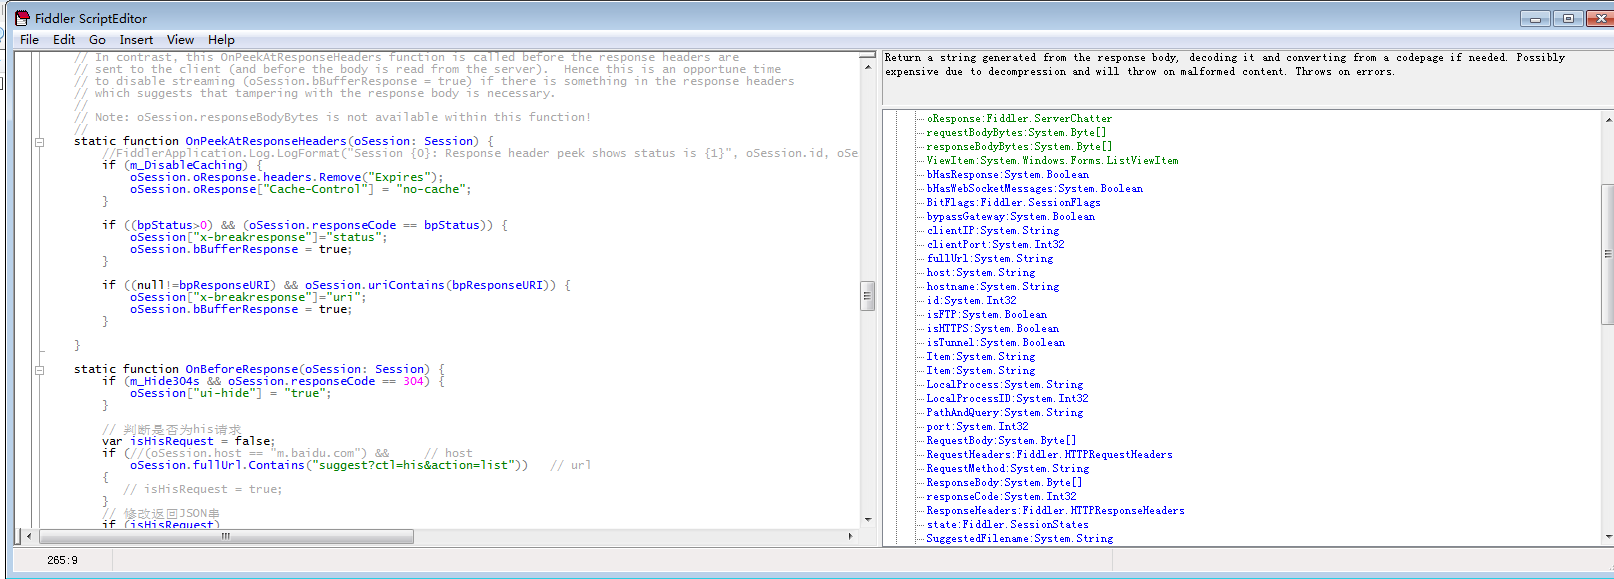 Fiddler ScriptEditor
File Edit Go Insert View Help
// In contrast, this OnPeekAtResponseHeaders function is called before the response headers are
// sent to the client (and before the body is read from the server).  Hence this is an opportune time
// to disable streaming (oSession.bBufferResponse = true) if there is something in the response headers
// which suggests that tampering with the response body is necessary.
//
// Note: oSession.responseBodyBytes is not available within this function!
//
static function OnPeekAtResponseHeaders(oSession: Session) {
//FiddlerApplication.Log.LogFormat("Session {0}: Response header peek shows status is {1}", oSession.id, oSe
if (m_DisableCaching) {
oSession.oResponse.headers.Remove("Expires");
oSession.oResponse["Cache-Control"] = "no-cache";
}
if ((bpStatus>0) && (oSession.responseCode == bpStatus)) {
oSession["x-breakresponse"]="status";
oSession.bBufferResponse = true;
}
if ((null!=bpResponseURI) && oSession.uriContains(bpResponseURI)) {
oSession["x-breakresponse"]="uri";
oSession.bBufferResponse = true;
}
}
static function OnBeforeResponse(oSession: Session) {
if (m_Hide304s && oSession.responseCode == 304) {
oSession["ui-hide"] = "true";
}
// 判断是否为his请求
var isHisRequest = false;
if (//(oSession.host == "m.baidu.com") &&     // host
oSession.fullUrl.Contains("suggest?ctl=his&action=list"))   // url
{
// isHisRequest = true;
}
// 修改返回JSON串
if (isHisRequest)
265:9
Return a string generated from the response body, decoding it and converting from a codepage if needed. Possibly
expensive due to decompression and will throw on malformed content. Throws on errors.
oResponse:Fiddler.ServerChatter
requestBodyBytes:System.Byte[]
responseBodyBytes:System.Byte[]
ViewItem:System.Windows.Forms.ListViewItem
bHasResponse:System.Boolean
bHasWebSocketMessages:System.Boolean
BitFlags:Fiddler.SessionFlags
bypassGateway:System.Boolean
clientIP:System.String
clientPort:System.Int32
fullUrl:System.String
host:System.String
hostname:System.String
id:System.Int32
isFTP:System.Boolean
isHTTPS:System.Boolean
isTunnel:System.Boolean
Item:System.String
Item:System.String
LocalProcess:System.String
LocalProcessID:System.Int32
PathAndQuery:System.String
port:System.Int32
RequestBody:System.Byte[]
RequestHeaders:Fiddler.HTTPRequestHeaders
RequestMethod:System.String
ResponseBody:System.Byte[]
responseCode:System.Int32
ResponseHeaders:Fiddler.HTTPResponseHeaders
state:Fiddler.SessionStates
SuggestedFilename:System.String